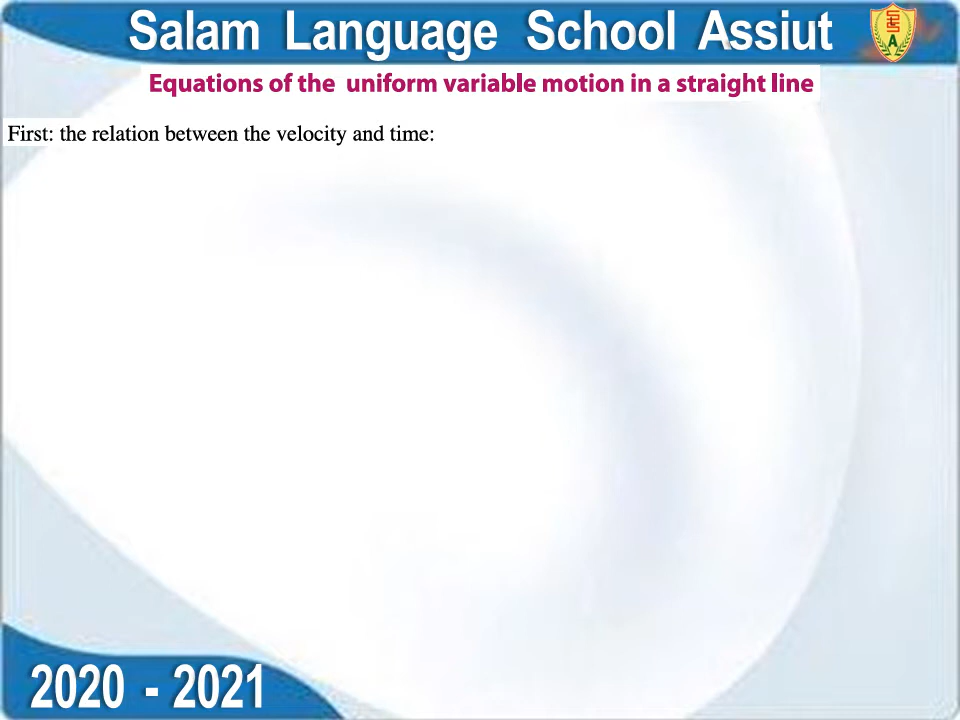 Salam Language School Assiut
Equations of the uniform variable motion in a straight line
First: the relation between the velocity and time:
2020 - 2021